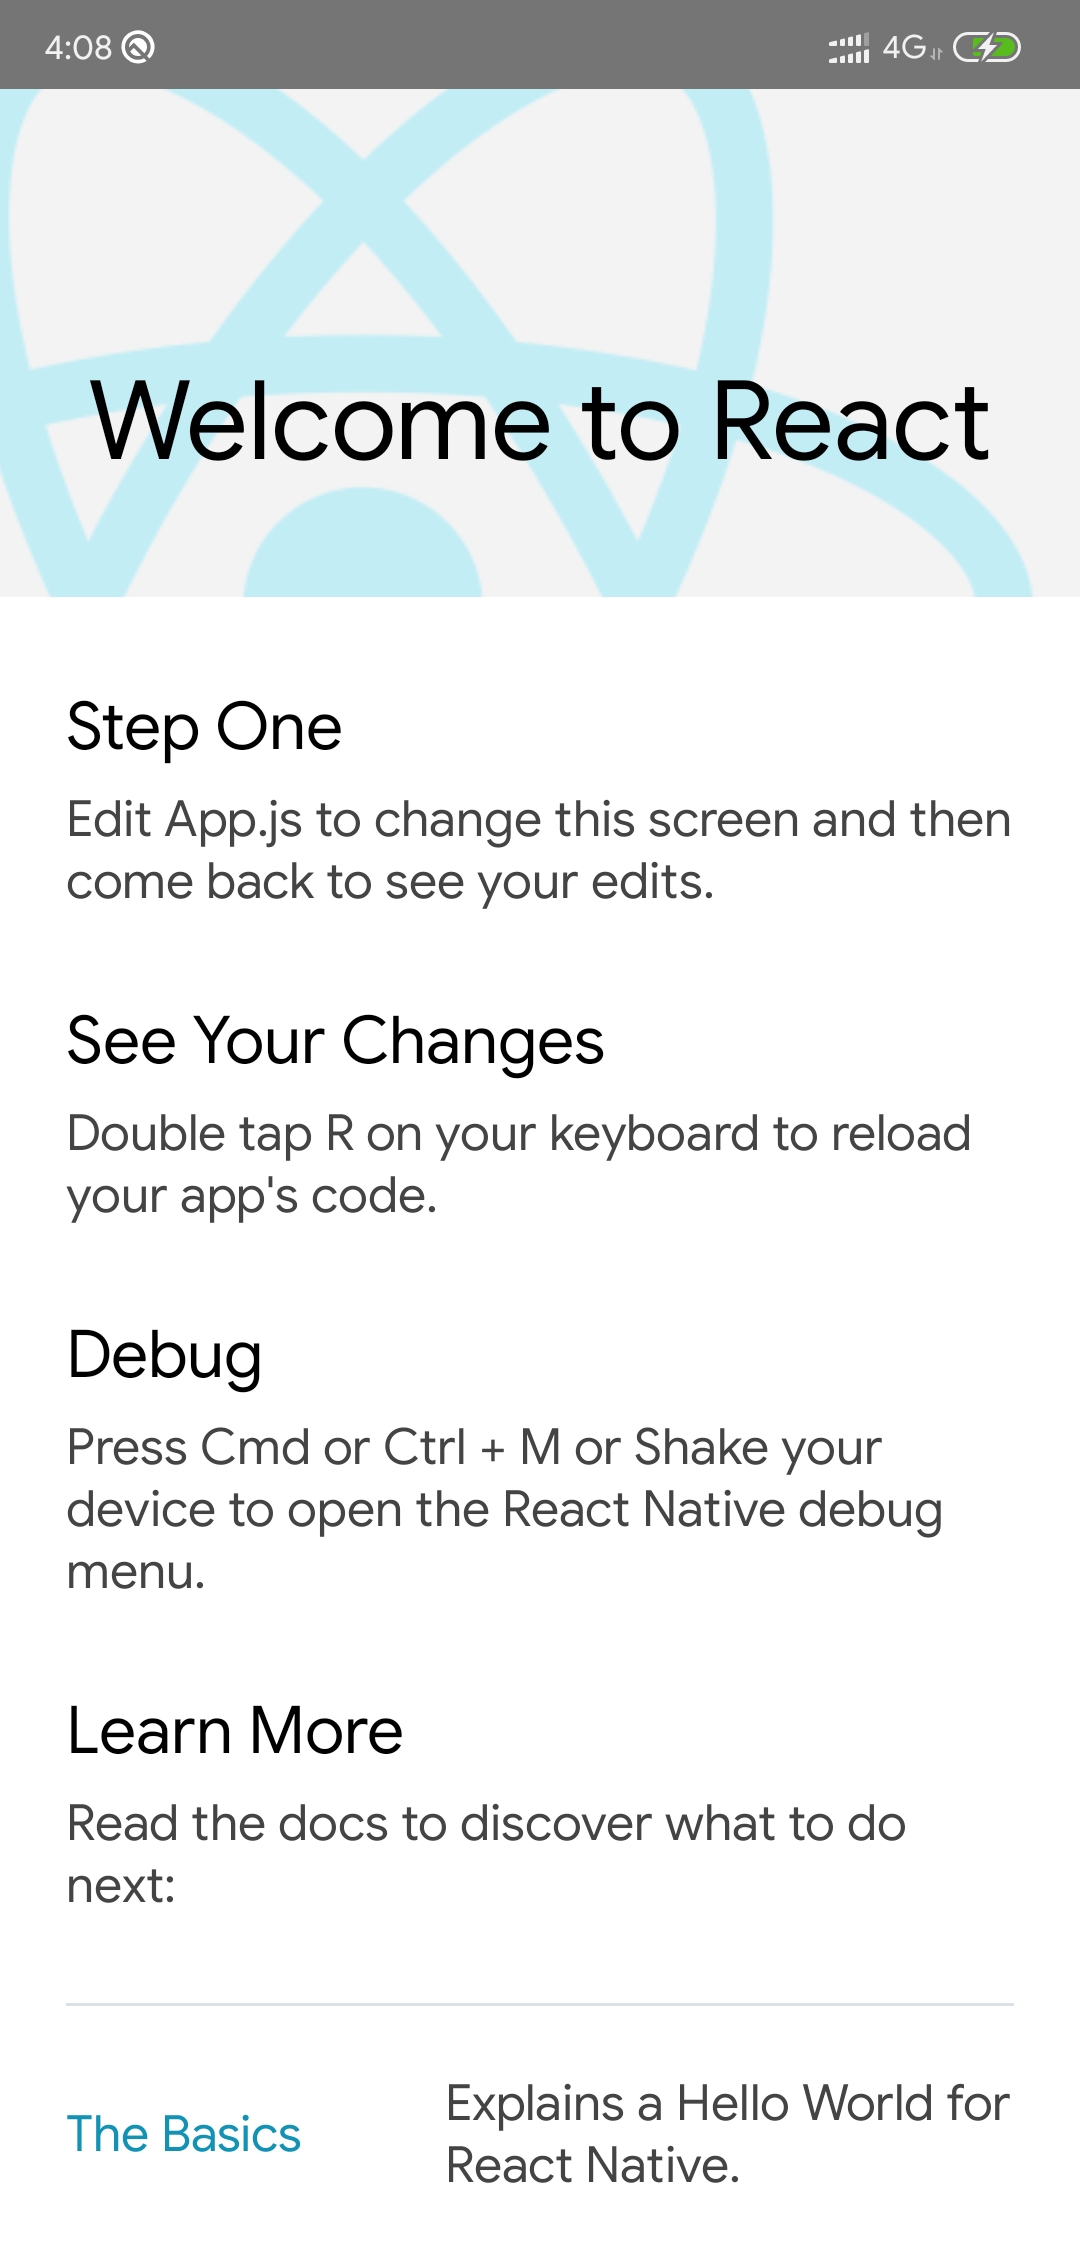 4:08
4G
Welcome to React
Step One
Edit App.js to change this screen and then
come back to see your edits.
See Your Changes
Double tap R on your keyboard to reload
your app's code.
Debug
Press Cmd or Ctrl + M or Shake your
device to open the React Native debug
menu.
Learn More
Read the docs to discover what to do
next:
The Basics
Explains a Hello World for
React Native.